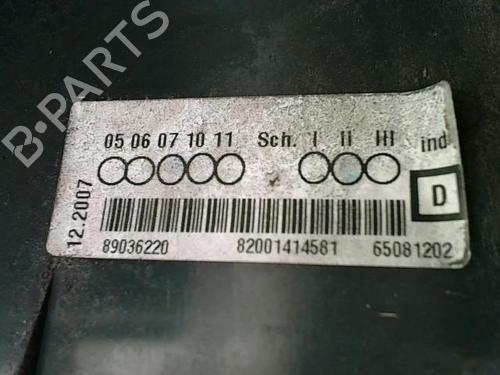 B-PARTS
05 06 07 10 11 Sch. I II III ind.
D
12.2007
89036220 82001414581 65081202